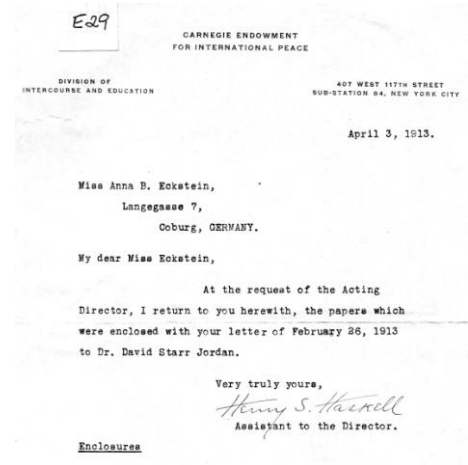 E29
CARNEGIE ENDOWMENT
FOR INTERNATIONAL PEACE
DIVISION OF
INTERCOURSE AND EDUCATION
407 WEST 117TH STREET
SUB-STATION 84, NEW YORK CITY
April 3, 1913.
Miss Anna B. Eckstein,
Langegasse 7,
Coburg, GERMANY.
My dear Miss Eckstein,
At the request of the Acting
Director, I return to you herewith, the papers which
were enclosed with your letter of February 26, 1913
to Dr. David Starr Jordan.
Very truly yours,
Henry S. Haskell
Assistant to the Director.
Enclosures